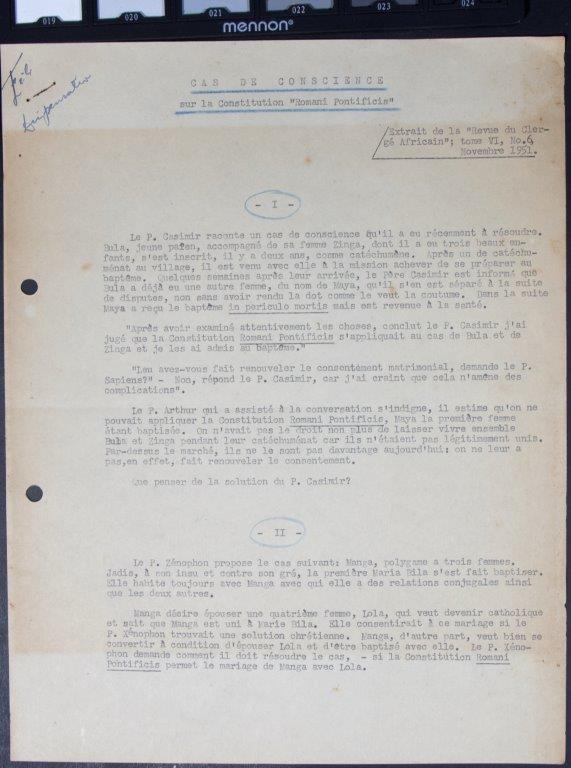 019
020
021
022
023
024
mennon
CAS DE CONSCIENCE
sur la Constitution "Romani Pontificis"
Extrait de la "Revue du Cler-
gé Africain"; tome VI, No.6,
Novembre 1951.
- I -
Le P. Casimir raconte un cas de conscience qu'il a eu récemment à résoudre.
Bula, jeune païen, accompagné de sa femme Zinga, dont il a eu trois beaux en-
fants, s'est inscrit, il y a deux ans, comme catéchumène. Après un de catéchu-
ménat au village, il est venu avec elle à la mission achever de se préparer au
baptême. Quelques semaines après leur arrivée, le Père Casimir est informé que
Bula a déjà eu une autre femme, du nom de Maya, qu'il s'en est séparé à la suite
de disputes, non sans avoir rendu la dot comme le veut la coutume. Dans la suite
Maya a reçu le baptême in periculo mortis mais est revenue à la santé.
"Après avoir examiné attentivement les choses, conclut le P. Casimir j'ai
jugé que la Constitution Romani Pontificis s'appliquait au cas de Bula et de
Zinga et je les ai admis au baptême."
"Leu avez-vous fait renouveler le consentement matrimonial, demande le P.
Sapiens?" - Non, répond le P. Casimir, car j'ai craint que cela n'amène des
complications".
Le P. Arthur qui a assisté à la conversation s'indigne, il estime qu'on ne
pouvait appliquer la Constitution Romani Pontificis, Maya la première femme
étant baptisée. On n'avait pas le droit non plus de laisser vivre ensemble
Bula et Zinga pendant leur catéchuménat car ils n'étaient pas légitimement unis.
Par-dessus le marché, ils ne le sont pas davantage aujourd'hui: on ne leur a
pas,en effet, fait renouveler le consentement.
Que penser de la solution du P. Casimir?
- II -
Le P. Zénophon propose le cas suivant: Manga, polygame a trois femmes.
Jadis, à son insu et contre son gré, la première Maria Bila s'est fait baptiser.
Elle habite toujours avec Manga avec qui elle a des relations conjugales ainsi
que les deux autres.
Manga désire épouser une quatrième femme, Lola, qui veut devenir catholique
et sait que Manga est uni à Marie Bila. Elle consentirait à ce mariage si le
P. Xénophon trouvait une solution chrétienne. Manga, d'autre part, veut bien se
convertir à condition d'épouser Lola et d'être baptisé avec elle. Le P. Xéno-
phon demande comment il doit résoudre le cas, - si la Constitution Romani
Pontificis permet le mariage de Manga avec Lola.